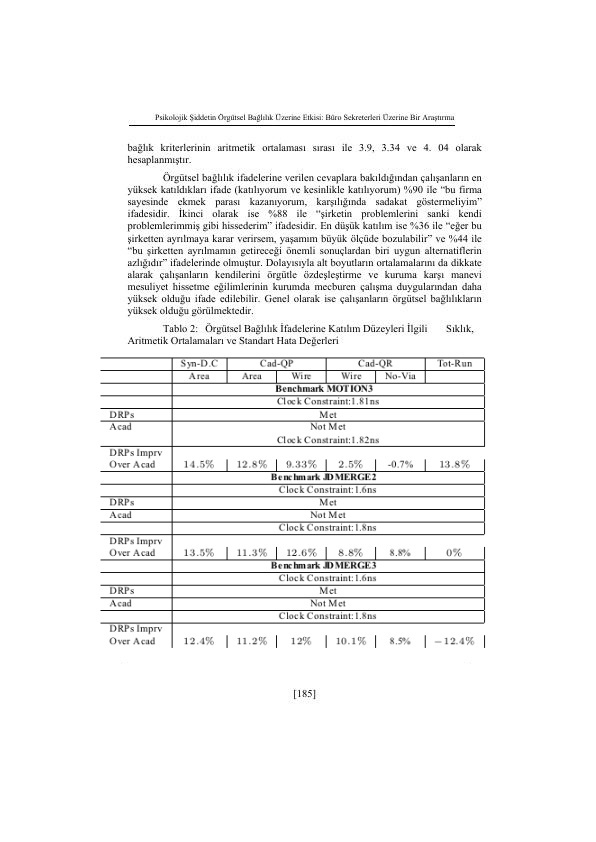 Psikolojik Şiddetin Örgütsel Bağlılık Üzerine Etkisi: Büro Sekreterleri Üzerine Bir Araştırma
bağlık kriterlerinin aritmetik ortalaması sırası ile 3.9, 3.34 ve 4. 04 olarak
hesaplanmıştır.
Örgütsel bağlılık ifadelerine verilen cevaplara bakıldığından çalışanların en
yüksek katıldıkları ifade (katılıyorum ve kesinlikle katılıyorum) %90 ile “bu firma
sayesinde ekmek parası kazanıyorum, karşılığında sadakat göstermeliyim”
ifadesidir. İkinci olarak ise %88 ile “şirketin problemlerini sanki kendi
problemlerimmiş gibi hissederim” ifadesidir. En düşük katılım ise %36 ile “eğer bu
şirketten ayrılmaya karar verirsem, yaşamım büyük ölçüde bozulabilir” ve %44 ile
“bu şirketten ayrılmamın getireceği önemli sonuçlardan biri uygun alternatiflerin
azlığıdır” ifadelerinde olmuştur. Dolayısıyla alt boyutların ortalamalarını da dikkate
alarak çalışanların kendilerini örgütle özdeşleştirme ve kuruma karşı manevi
mesuliyet hissetme eğilimlerinin kurumda mecburen çalışma duygularından daha
yüksek olduğu ifade edilebilir. Genel olarak ise çalışanların örgütsel bağlılıkların
yüksek olduğu görülmektedir.
Tablo 2: Örgütsel Bağlılık İfadelerine Katılım Düzeyleri İlgili Sıklık,
Aritmetik Ortalamaları ve Standart Hata Değerleri
Syn-D.C Cad-QP Cad-QR Tot-Run
Area Area Wire Wire No-Via
Benchmark MOTION3
Clock Constraint:1.81ns
DRPs Met
Acad Not Met
Clock Constraint:1.82ns
DRPs Imprv
Over Acad 14.5% 12.8% 9.33% 2.5% -0.7% 13.8%
Benchmark JDMERGE2
Clock Constraint:1.6ns
DRPs Met
Acad Not Met
Clock Constraint:1.8ns
DRPs Imprv
Over Acad 13.5% 11.3% 12.6% 8.8% 8.8% 0%
Benchmark JDMERGE3
Clock Constraint:1.6ns
DRPs Met
Acad Not Met
Clock Constraint:1.8ns
DRPs Imprv
Over Acad 12.4% 11.2% 12% 10.1% 8.5% −12.4%
[185]